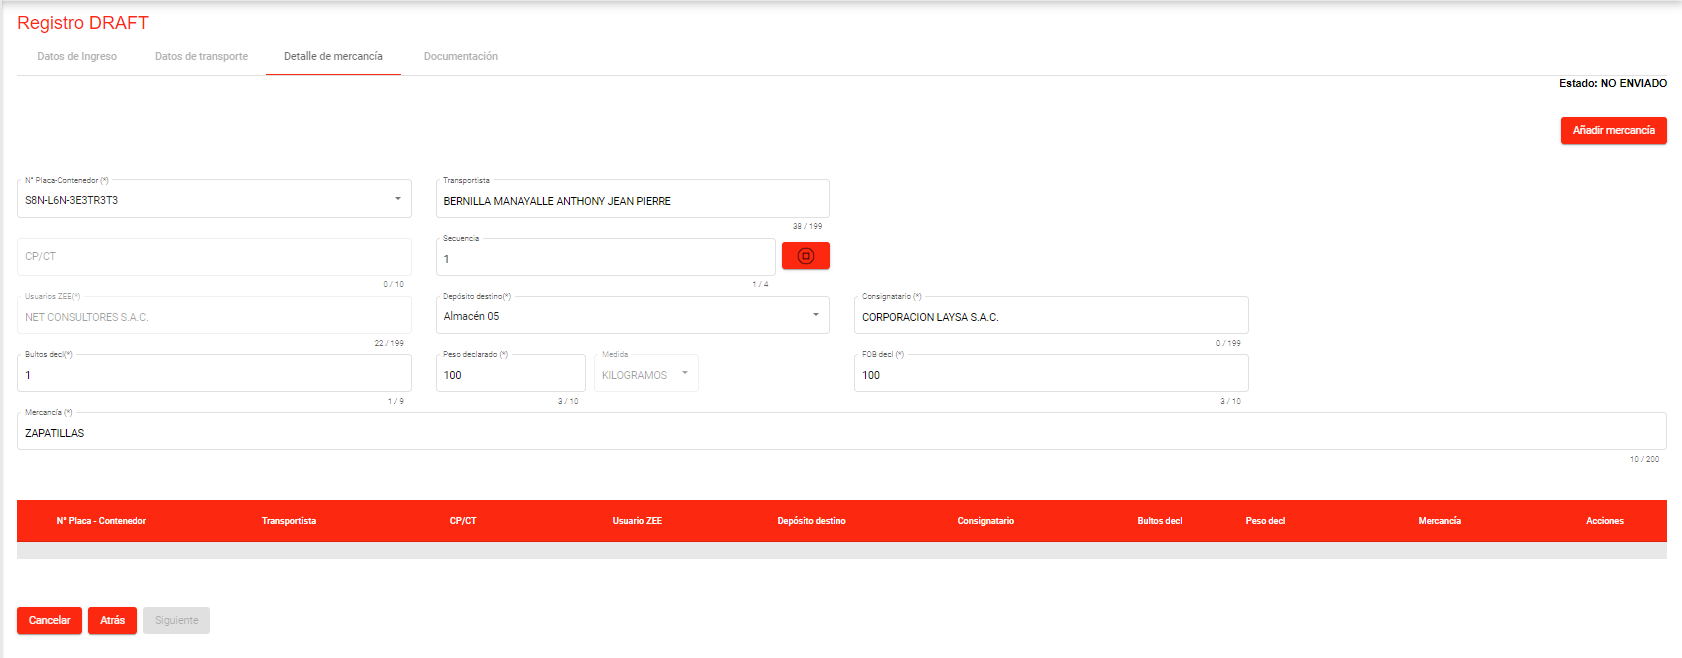 Registro DRAFT
Datos de Ingreso Datos de transporte Detalle de mercancía Documentación
Estado: NO ENVIADO
Añadir mercancía
N° Placa-Contenedor (*) Transportista
S8N-L6N-3E3TR3T3 BERNILLA MANAYALLE ANTHONY JEAN PIERRE
38 / 199
Secuencia
CP/CT 1
0 / 10 1 / 4
Usuarios ZEE(*) Depósito destino(*) Consignatario (*)
NET CONSULTORES S.A.C. Almacén 05 CORPORACION LAYSA S.A.C.
22 / 199 0 / 199
Bultos decl(*) Peso declarado (*) Medida FOB decl (*)
1 100 KILOGRAMOS 100
1 / 9 3 / 10 3 / 10
Mercancía (*)
ZAPATILLAS
10 / 200
N° Placa - Contenedor Transportista CP/CT Usuario ZEE Depósito destino Consignatario Bultos decl Peso decl Mercancía Acciones
Cancelar Atrás Siguiente